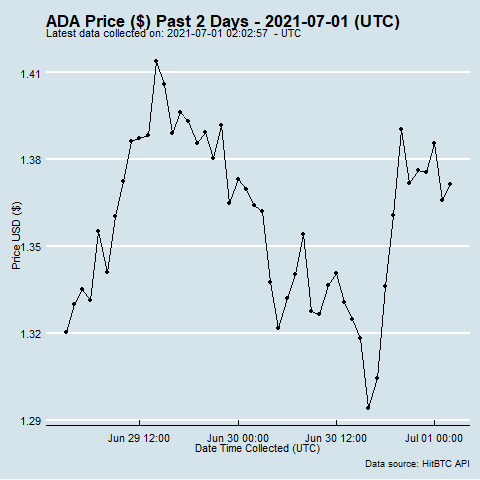 ADA Price ($) Past 2 Days - 2021-07-01 (UTC)
Latest data collected on: 2021-07-01 02:02:57  - UTC
1.41
1.38
1.35
1.32
1.29
Price USD ($)
Jun 29 12:00
Jun 30 00:00
Jun 30 12:00
Jul 01 00:00
Date Time Collected (UTC)
Data source: HitBTC API